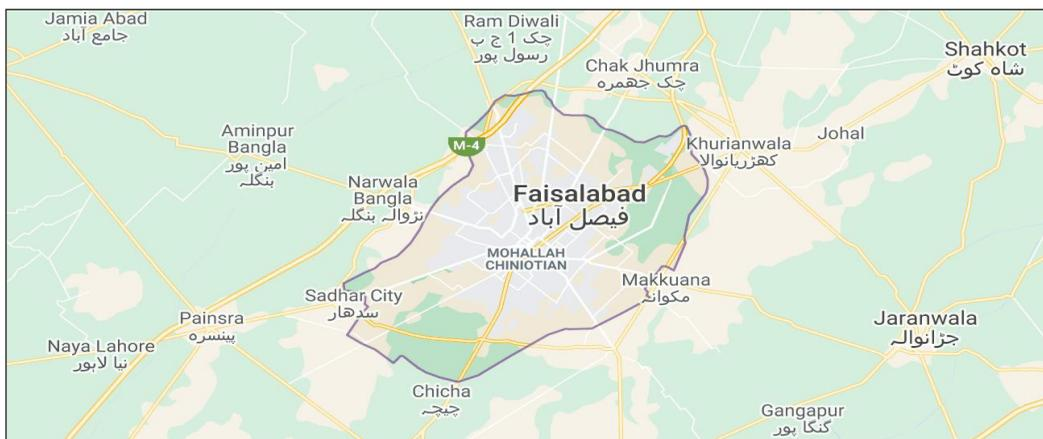 Jamia Abad
جامع آباد
Ram Diwali
چک 1 ج ب
رسول پور
Chak Jhumra
چک جھمرہ
Shahkot
شاہ کوٹ
Aminpur
Bangla
امین پور
بنگلہ
M-4
Khurianwala
کھڑریانوالا
Johal
Narwala
Bangla
نڑوالہ بنگلہ
Faisalabad
فیصل آباد
MOHALLAH
CHINIOTIAN
Makkuana
مکوانہ
Sadhar City
سدھار
Painsra
پینسرہ
Naya Lahore
نیا لاہور
Jaranwala
جڑانوالہ
Chicha
چیچہ
Gangapur
گنگا پور